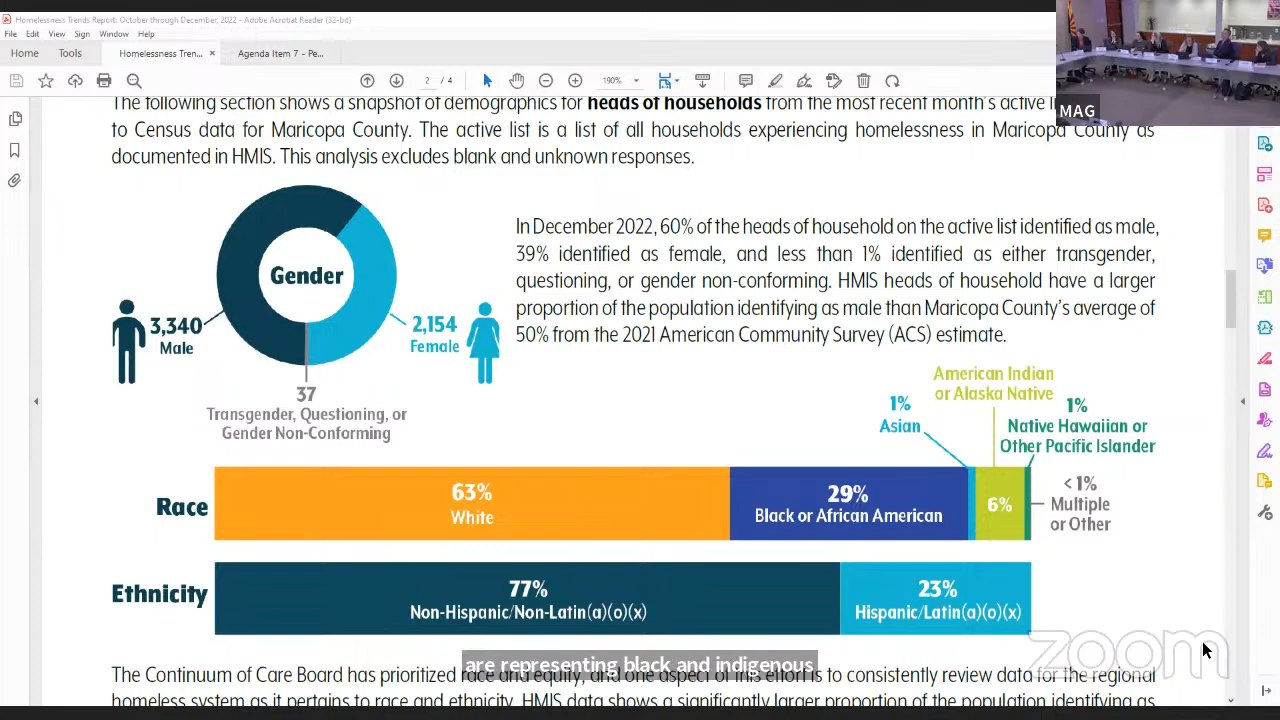 Homelessness Trends Report: October through December, 2022 - Adobe Acrobat Reader (32-bit)
File Edit View Sign Window Help
Home Tools Homelessness Tren... × Agenda Item 7 - Pe...
2 / 4 190%
MAG
The following section shows a snapshot of demographics for heads of households from the most recent month's active
to Census data for Maricopa County. The active list is a list of all households experiencing homelessness in Maricopa County as
documented in HMIS. This analysis excludes blank and unknown responses.
Gender
3,340
Male
2,154
Female
37
Transgender, Questioning, or
Gender Non-Conforming
In December 2022, 60% of the heads of household on the active list identified as male,
39% identified as female, and less than 1% identified as either transgender,
questioning, or gender non-conforming. HMIS heads of household have a larger
proportion of the population identifying as male than Maricopa County's average of
50% from the 2021 American Community Survey (ACS) estimate.
American Indian
or Alaska Native
1%
Asian
1%
Native Hawaiian or
Other Pacific Islander
Race
63%
White
29%
Black or African American
6%
< 1%
Multiple
or Other
Ethnicity
77%
Non-Hispanic/Non-Latin(a)(o)(x)
23%
Hispanic/Latin(a)(o)(x)
zoom
are representing black and indigenous
The Continuum of Care Board has prioritized race and equity, and one aspect of this effort is to consistently review data for the regional
homeless system as it pertains to race and ethnicity. HMIS data shows a significantly larger proportion of the population identifying as